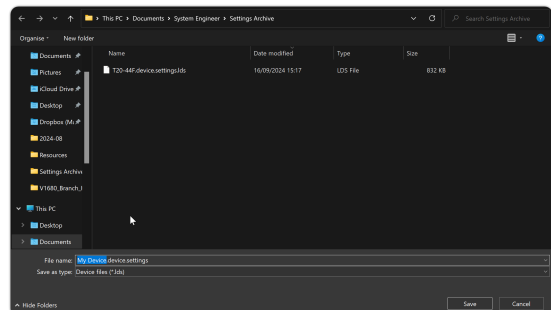 This PC › Documents › System Engineer › Settings Archive
Search Settings Archive
Organise
New folder
Name
Date modified
Type
Size
T20-44F.device.settings.lds
16/09/2024 15:17
LDS File
832 KB
Documents
Pictures
iCloud Drive
Desktop
Dropbox (Mi
2024-08
Resources
Settings Archive
V1680_Branch_
This PC
Desktop
Documents
File name: My Device.device.settings
Save as type: Device files (*.lds)
Hide Folders
Save
Cancel